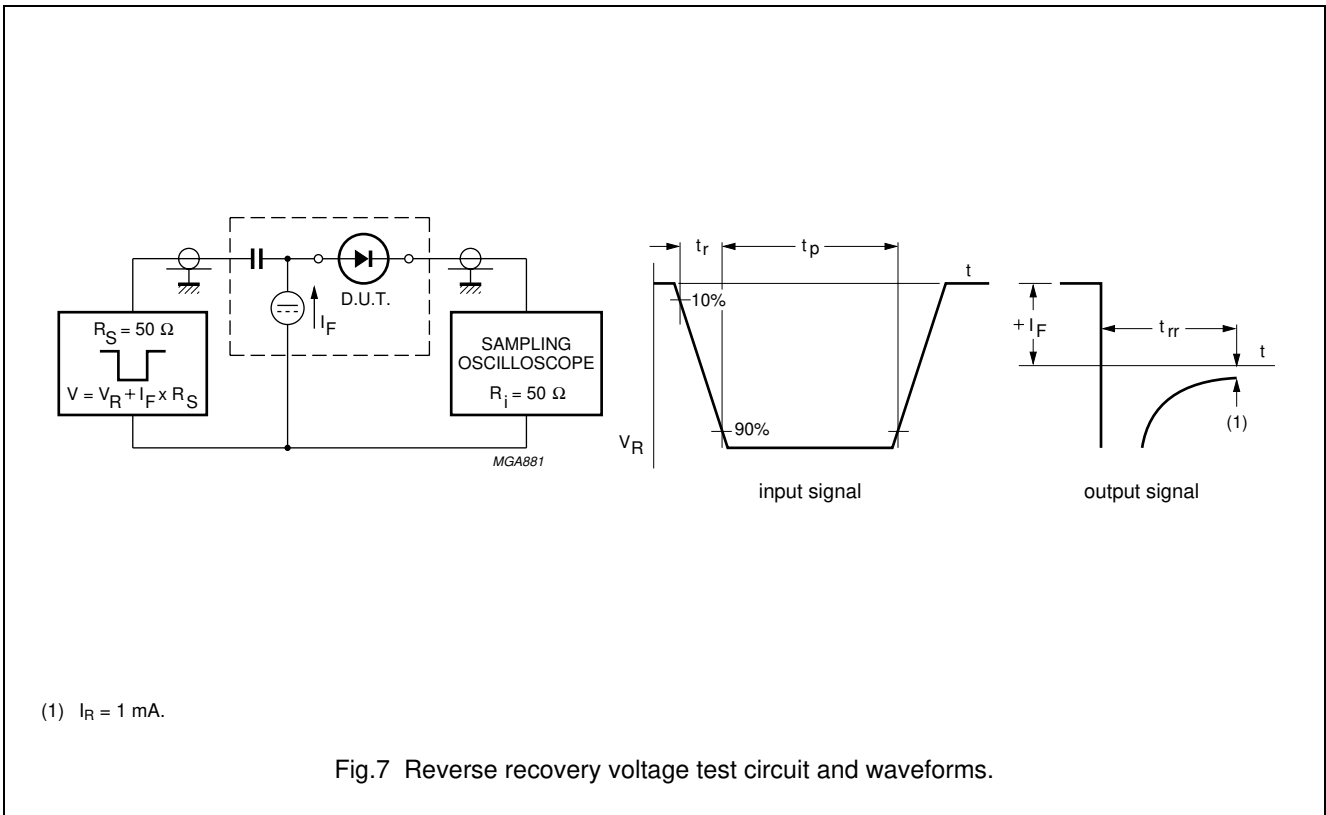 D.U.T.
I_F
R_S = 50 Ω
V = V_R + I_F x R_S
SAMPLING
OSCILLOSCOPE
R_i = 50 Ω
MGA881
t_r
t_p
t
10%
90%
V_R
input signal
+ I_F
t_rr
t
(1)
output signal
(1) I_R = 1 mA.
Fig.7 Reverse recovery voltage test circuit and waveforms.